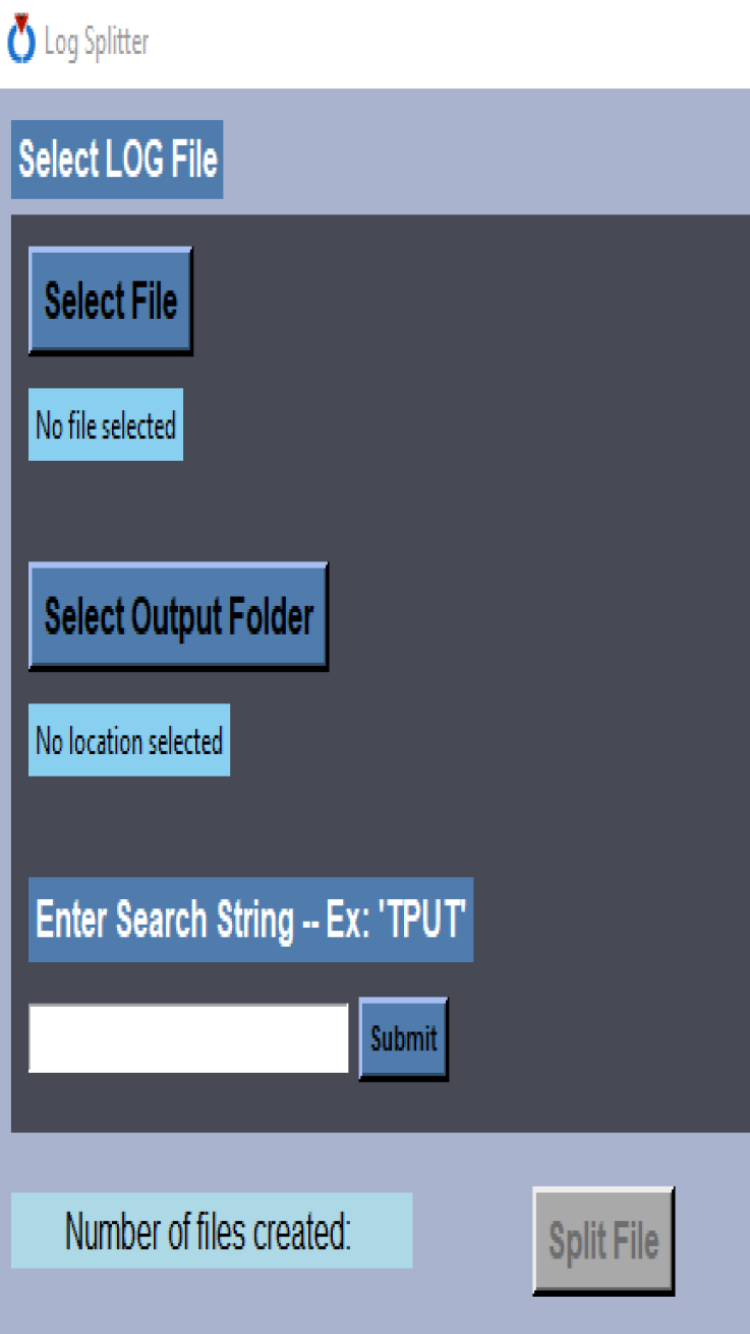 Log Splitter
Select LOG File
Select File
No file selected
Select Output Folder
No location selected
Enter Search String -- Ex: 'TPUT'
Submit
Number of files created:
Split File